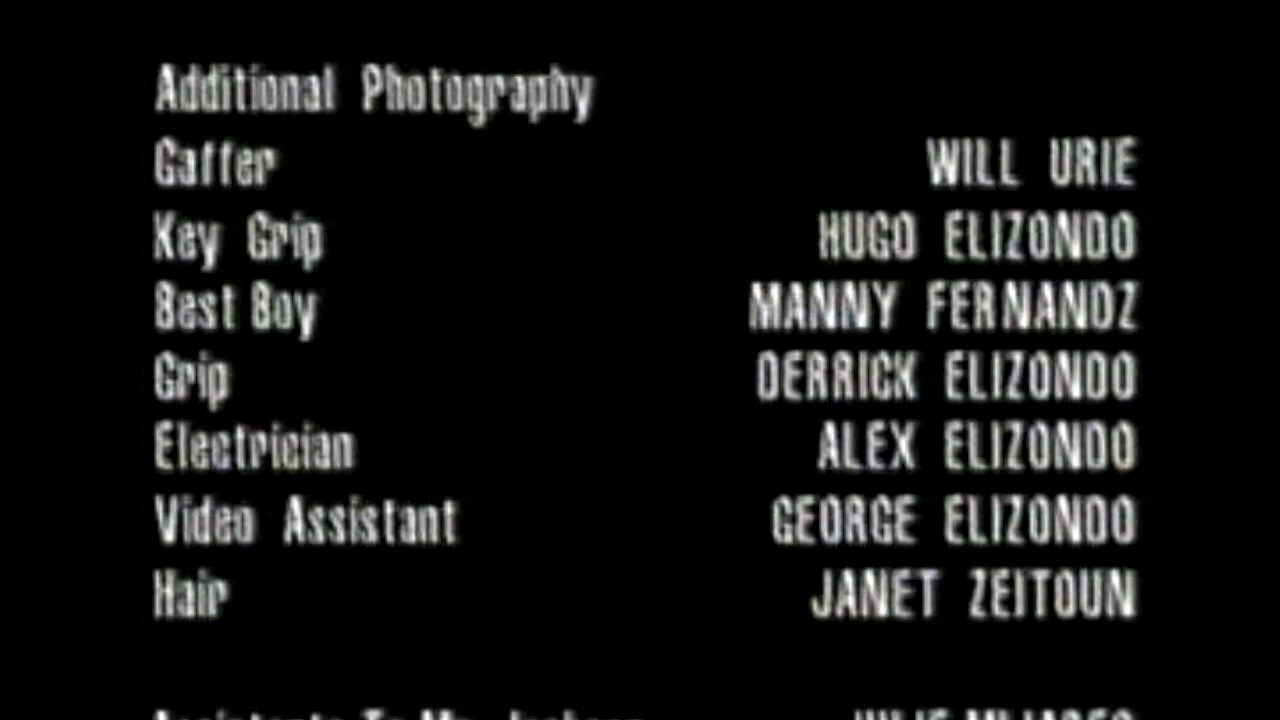 Additional Photography
Gaffer WILL URIE
Key Grip HUGO ELIZONDO
Best Boy MANNY FERNANDZ
Grip DERRICK ELIZONDO
Electrician ALEX ELIZONDO
Video Assistant GEORGE ELIZONDO
Hair JANET ZEITOUN